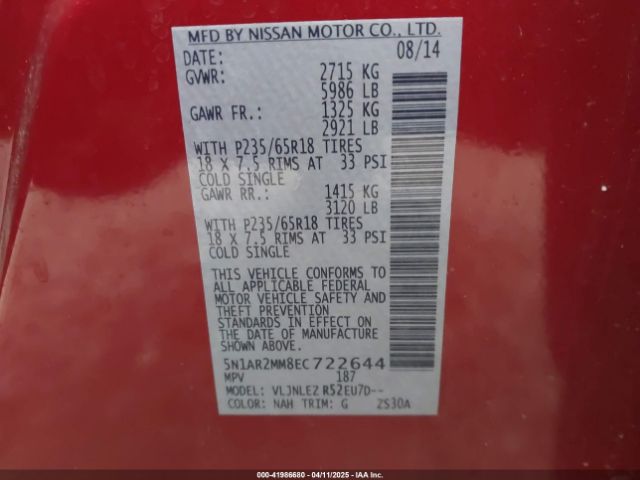 MFD BY NISSAN MOTOR CO., LTD.
DATE: 08/14
GVWR: 2715 KG
5986 LB
GAWR FR.: 1325 KG
2921 LB
WITH P235/65R18 TIRES
18 X 7.5 RIMS AT 33 PSI
COLD SINGLE
GAWR RR.: 1415 KG
3120 LB
WITH P235/65R18 TIRES
18 X 7.5 RIMS AT 33 PSI
COLD SINGLE
THIS VEHICLE CONFORMS TO
ALL APPLICABLE FEDERAL
MOTOR VEHICLE SAFETY AND
THEFT PREVENTION
STANDARDS IN EFFECT ON
THE DATE OF MANUFACTURE
SHOWN ABOVE.
5N1AR2MM8EC722644
MPV 187
MODEL: VLJNLEZ R52EU7D--
COLOR: NAH TRIM: G ZS30A
000-41986680 - 04/11/2025 - IAA Inc.